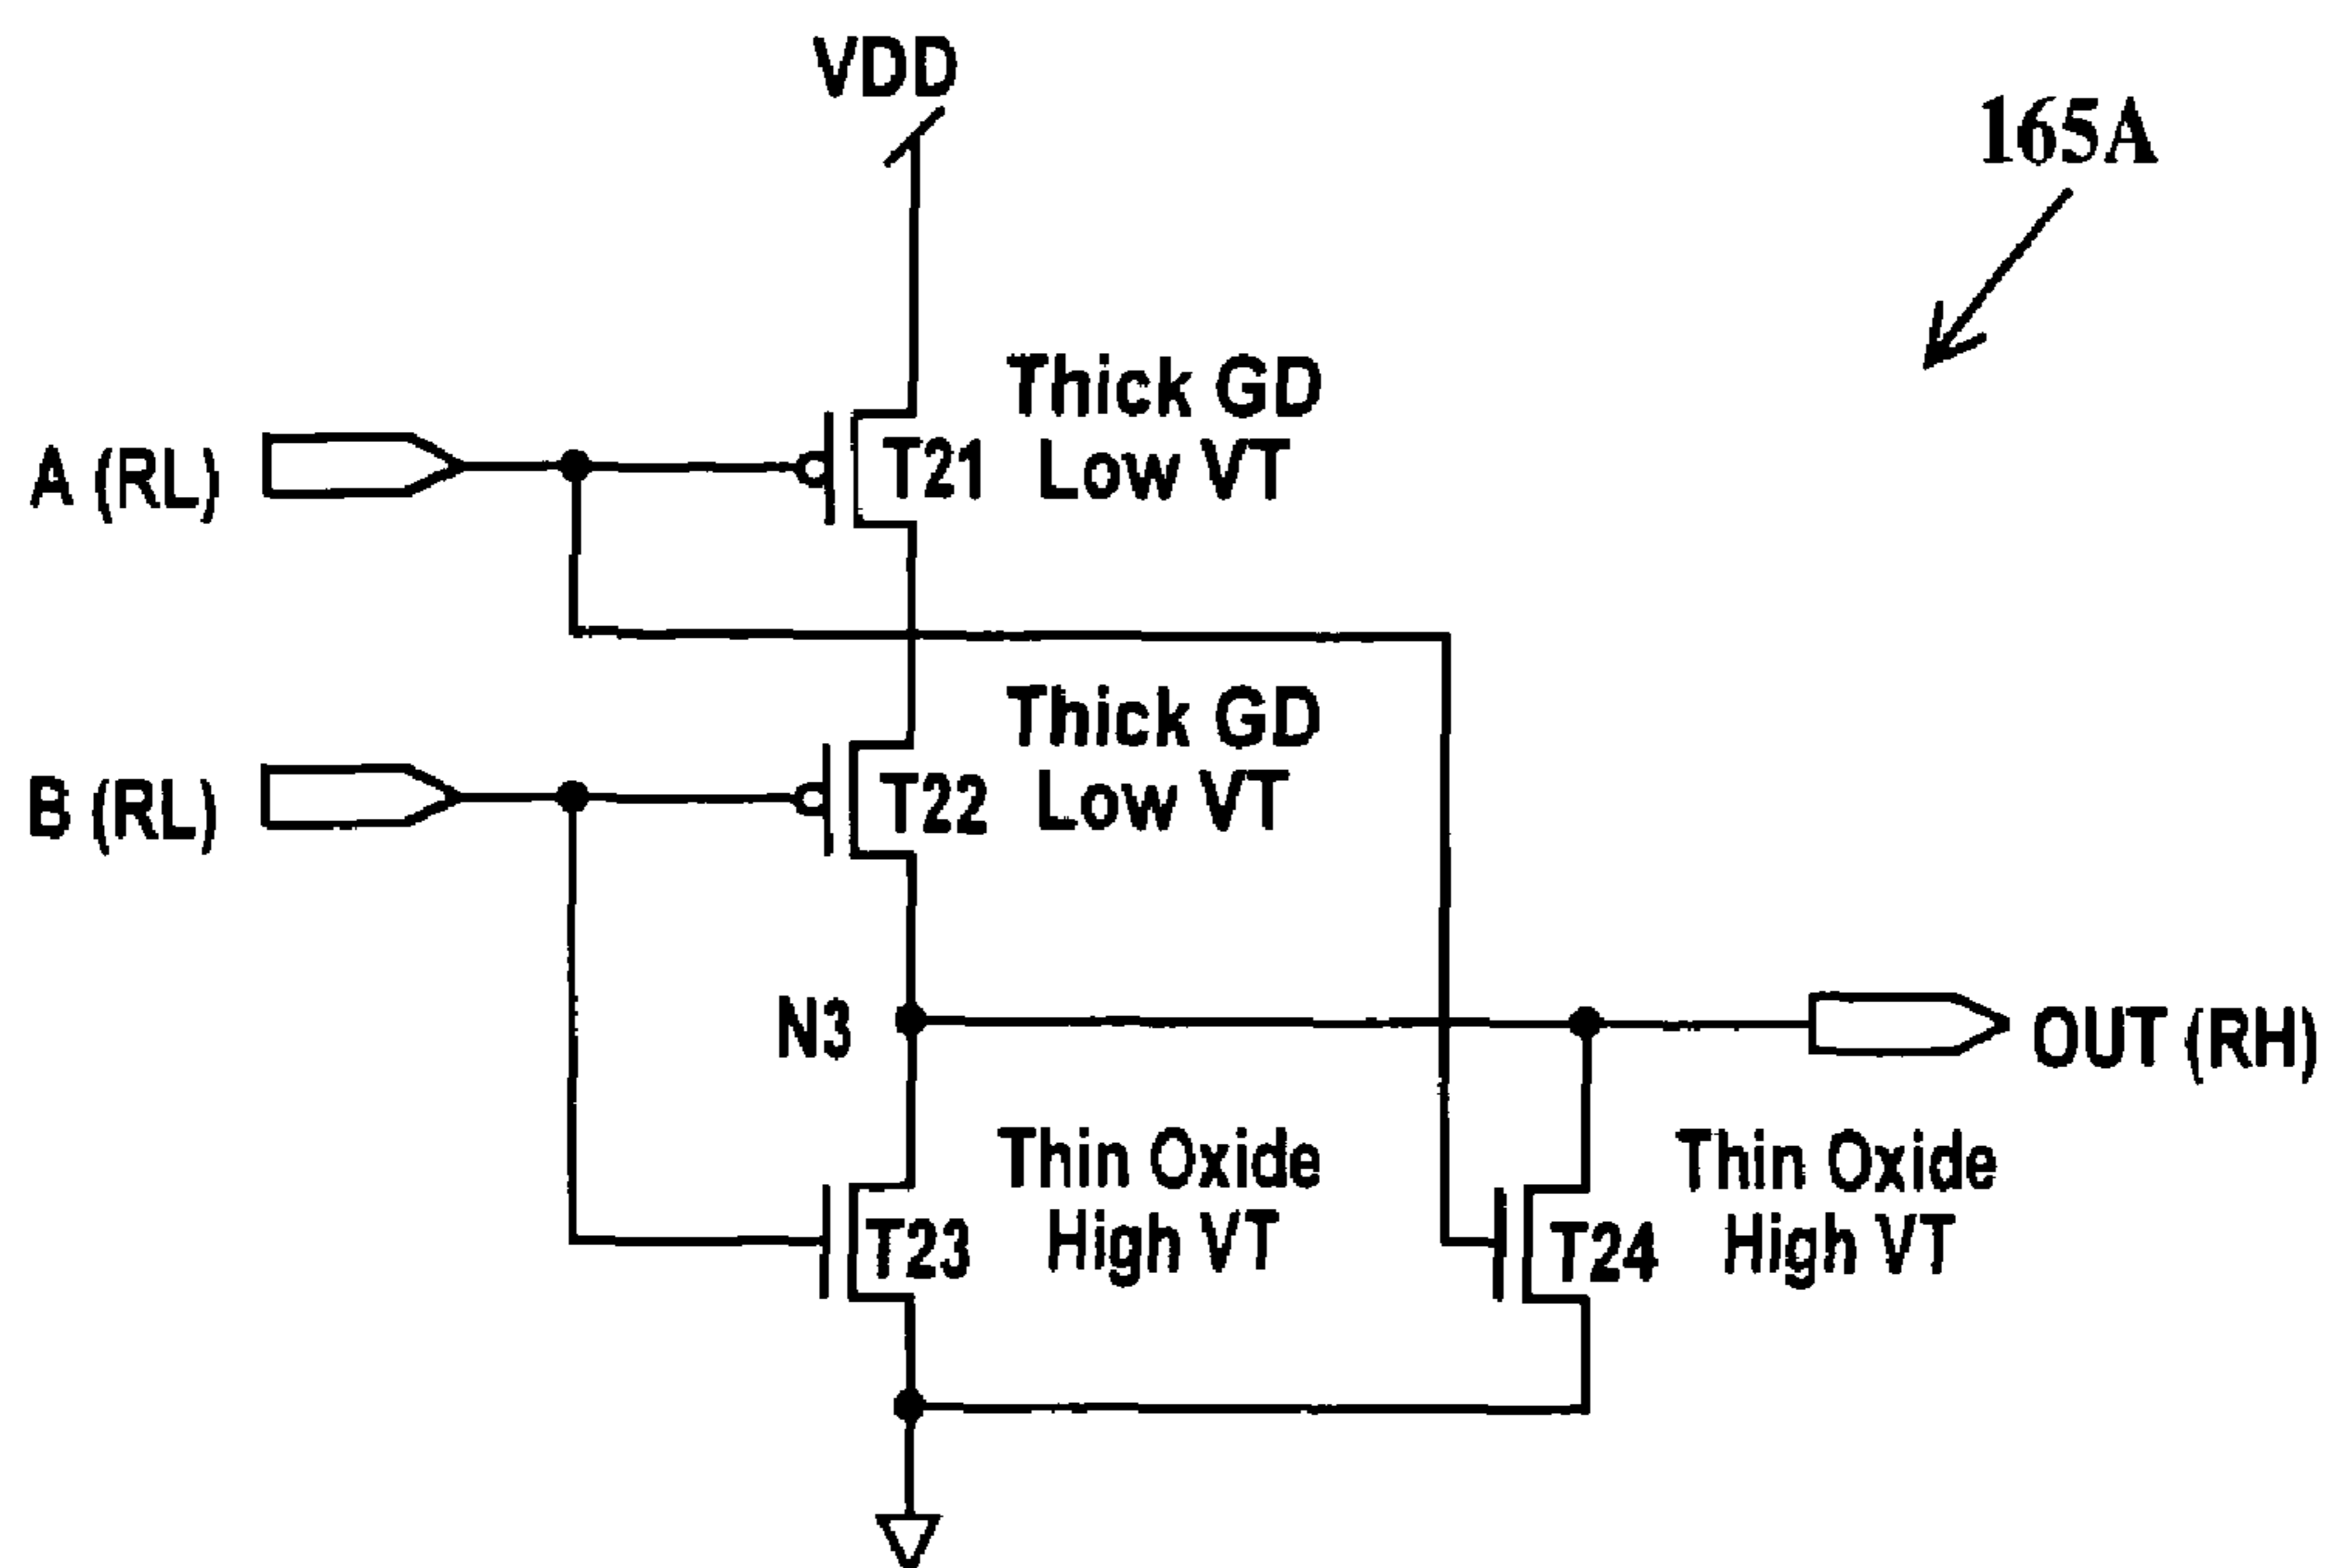 VDD
165A
Thick GD
Low VT
A (RL)
T21
Thick GD
Low VT
B (RL)
T22
N3
OUT (RH)
Thin Oxide
High VT
T23
Thin Oxide
High VT
T24